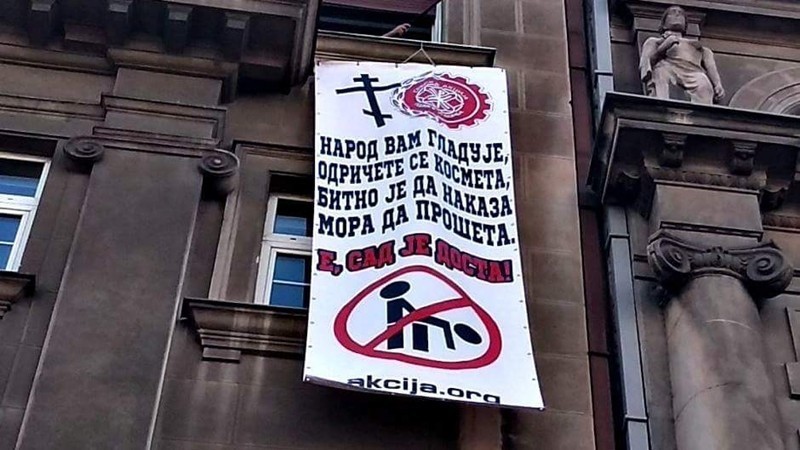 НАРОД ВАМ ГЛАДУЈЕ,
ОДРИЧЕТЕ СЕ КОСМЕТА,
БИТНО ЈЕ ДА НАКАЗА
МОРА ДА ПРОШЕТА.
Е, САД ЈЕ ДОСТА!
akcija.org